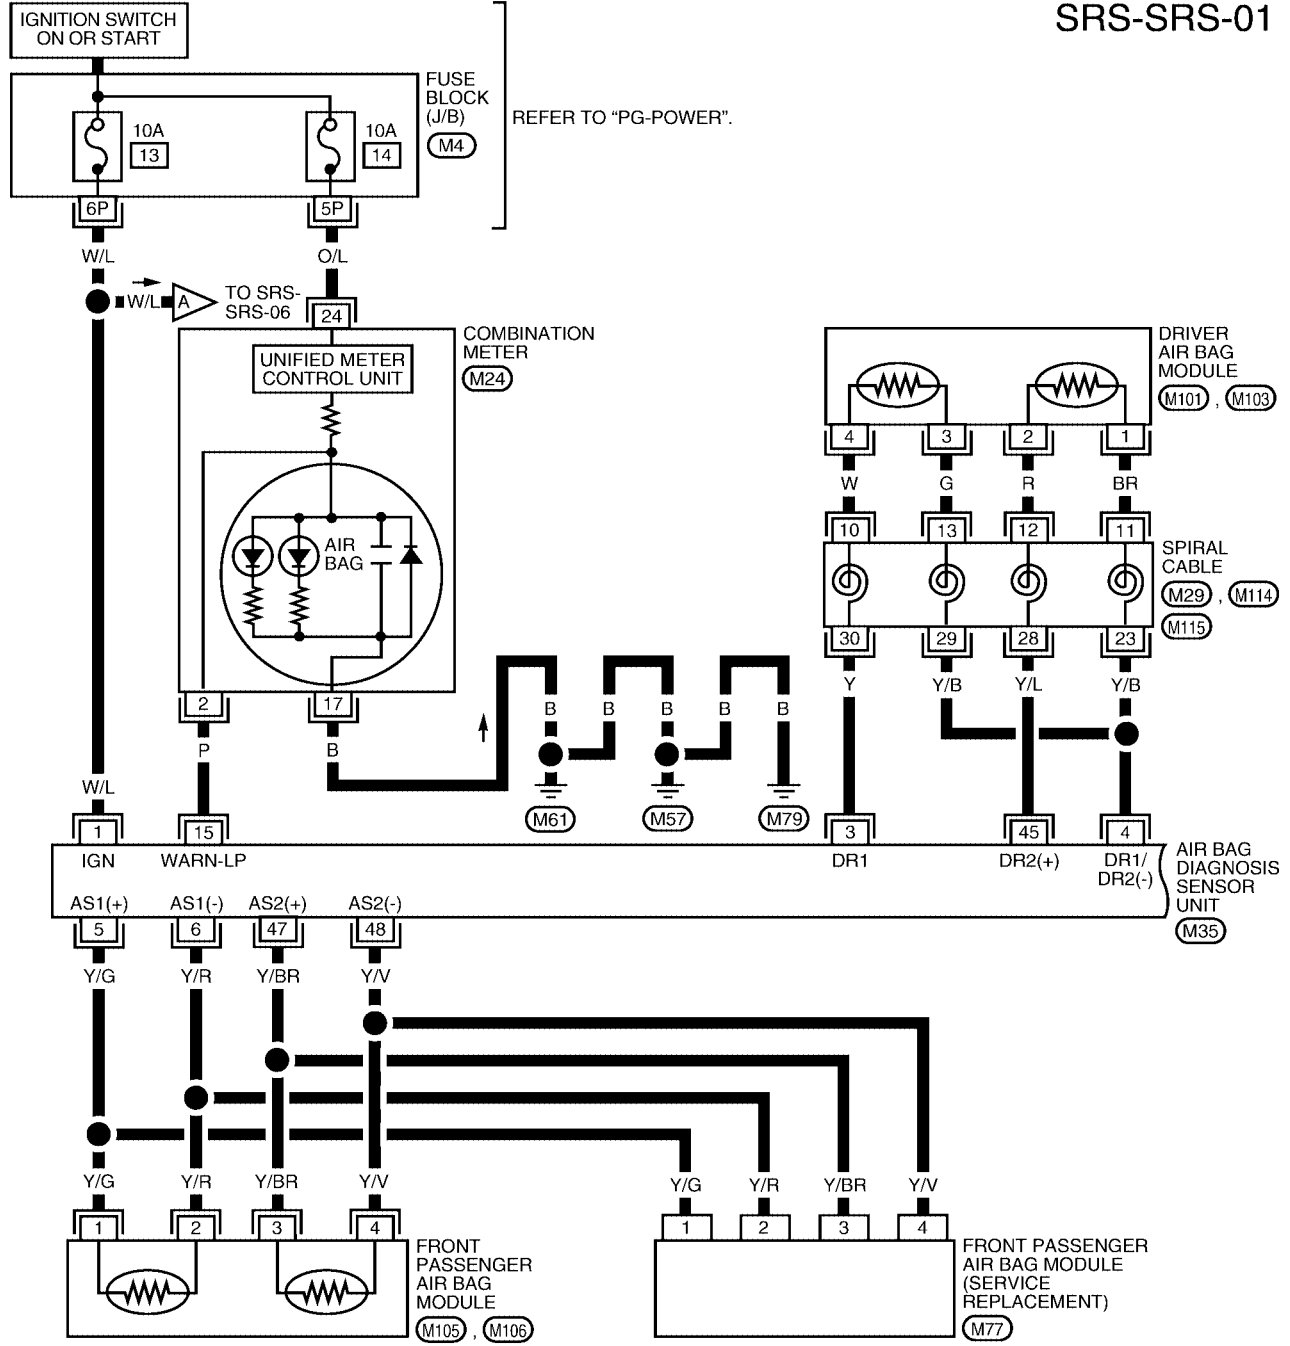 SRS-SRS-01
IGNITION SWITCH
ON OR START
FUSE
BLOCK
(J/B)
M4
REFER TO “PG-POWER”.
10A
13
10A
14
6P
5P
W/L
O/L
W/L
A
TO SRS-
SRS-06
24
COMBINATION
METER
M24
UNIFIED METER
CONTROL UNIT
AIR
BAG
2
17
P
B
B
B
B
B
B
M61
M57
M79
DRIVER
AIR BAG
MODULE
M101 , M103
4
3
2
1
W
G
R
BR
10
13
12
11
SPIRAL
CABLE
M29 , M114
M115
30
29
28
23
Y
Y/B
Y/L
Y/B
W/L
1
15
3
45
4
IGN
WARN-LP
DR1
DR2(+)
DR1/
DR2(-)
AIR BAG
DIAGNOSIS
SENSOR
UNIT
M35
AS1(+)
AS1(-)
AS2(+)
AS2(-)
5
6
47
48
Y/G
Y/R
Y/BR
Y/V
Y/G
Y/R
Y/BR
Y/V
Y/G
Y/R
Y/BR
Y/V
1
2
3
4
1
2
3
4
FRONT
PASSENGER
AIR BAG
MODULE
M105 , M106
FRONT PASSENGER
AIR BAG MODULE
(SERVICE
REPLACEMENT)
M77